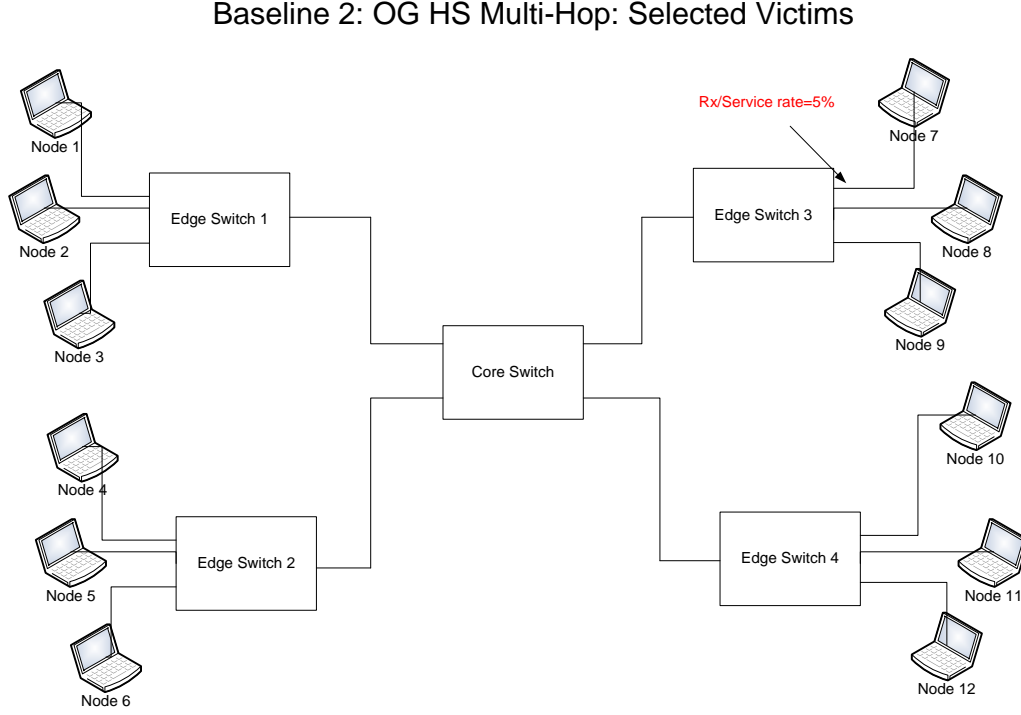 Baseline 2: OG HS Multi-Hop: Selected Victims
Node 1
Node 2
Node 3
Edge Switch 1
Rx/Service rate=5%
Node 7
Edge Switch 3
Node 8
Node 9
Core Switch
Node 4
Node 5
Node 6
Edge Switch 2
Node 10
Edge Switch 4
Node 11
Node 12